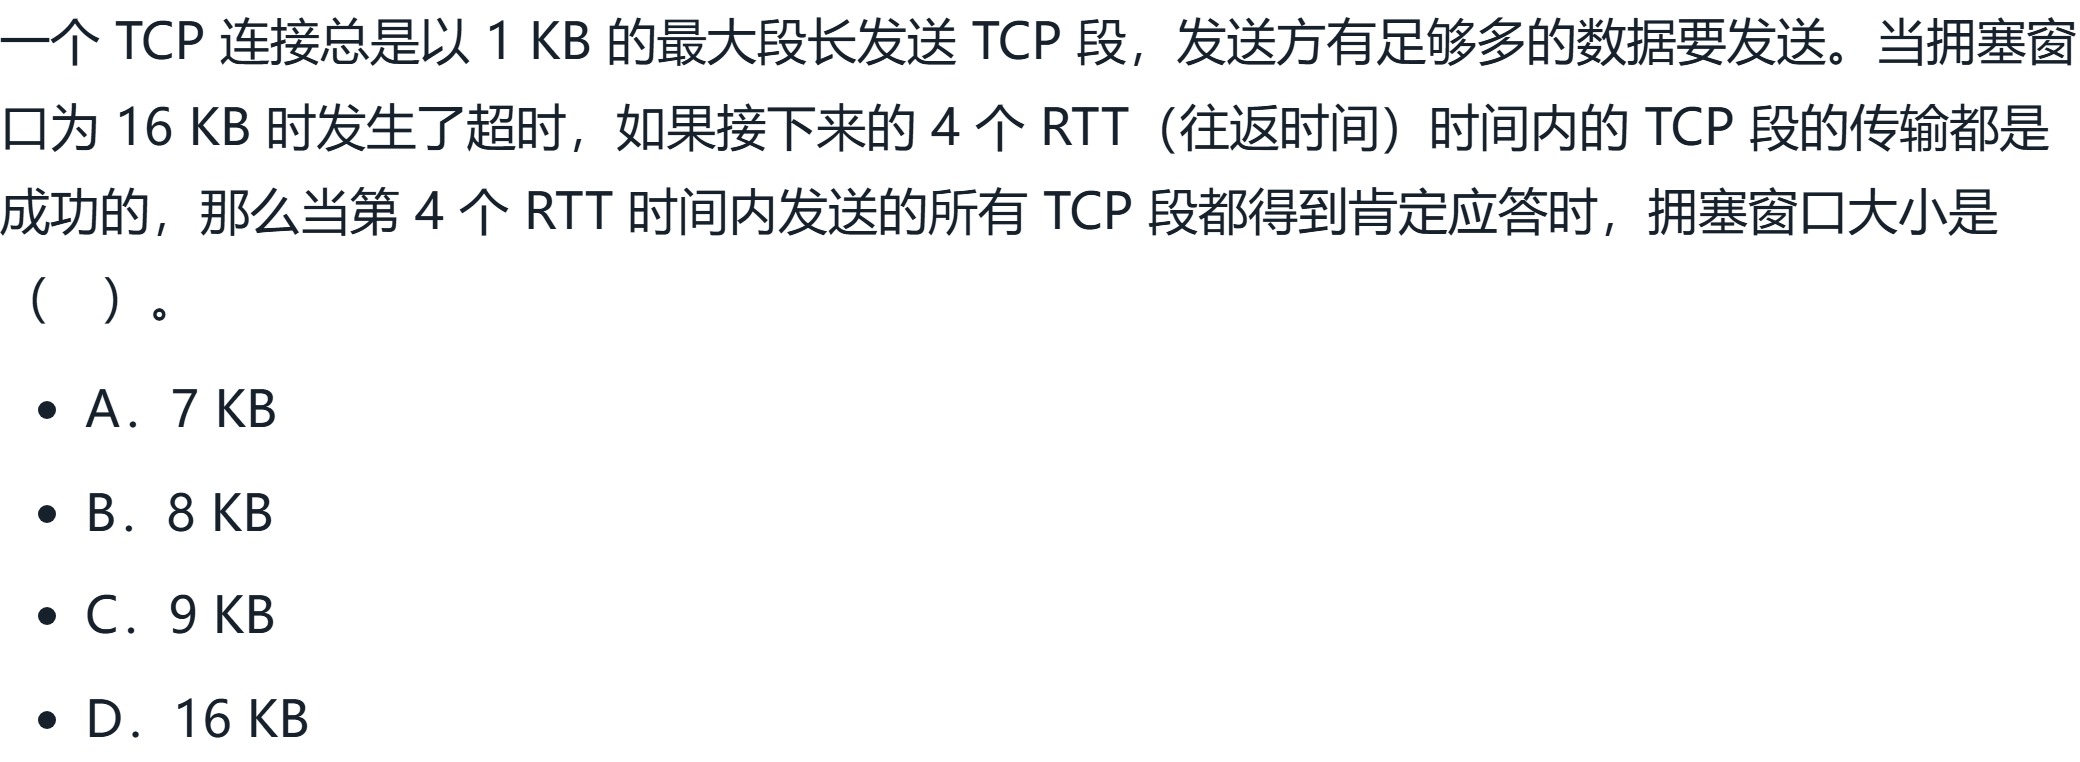 一个 TCP 连接总是以 1 KB 的最大段长发送 TCP 段，发送方有足够多的数据要发送。当拥塞窗
口为 16 KB 时发生了超时，如果接下来的 4 个 RTT（往返时间）时间内的 TCP 段的传输都是
成功的，那么当第 4 个 RTT 时间内发送的所有 TCP 段都得到肯定应答时，拥塞窗口大小是
（　）。
• A．7 KB
• B．8 KB
• C．9 KB
• D．16 KB